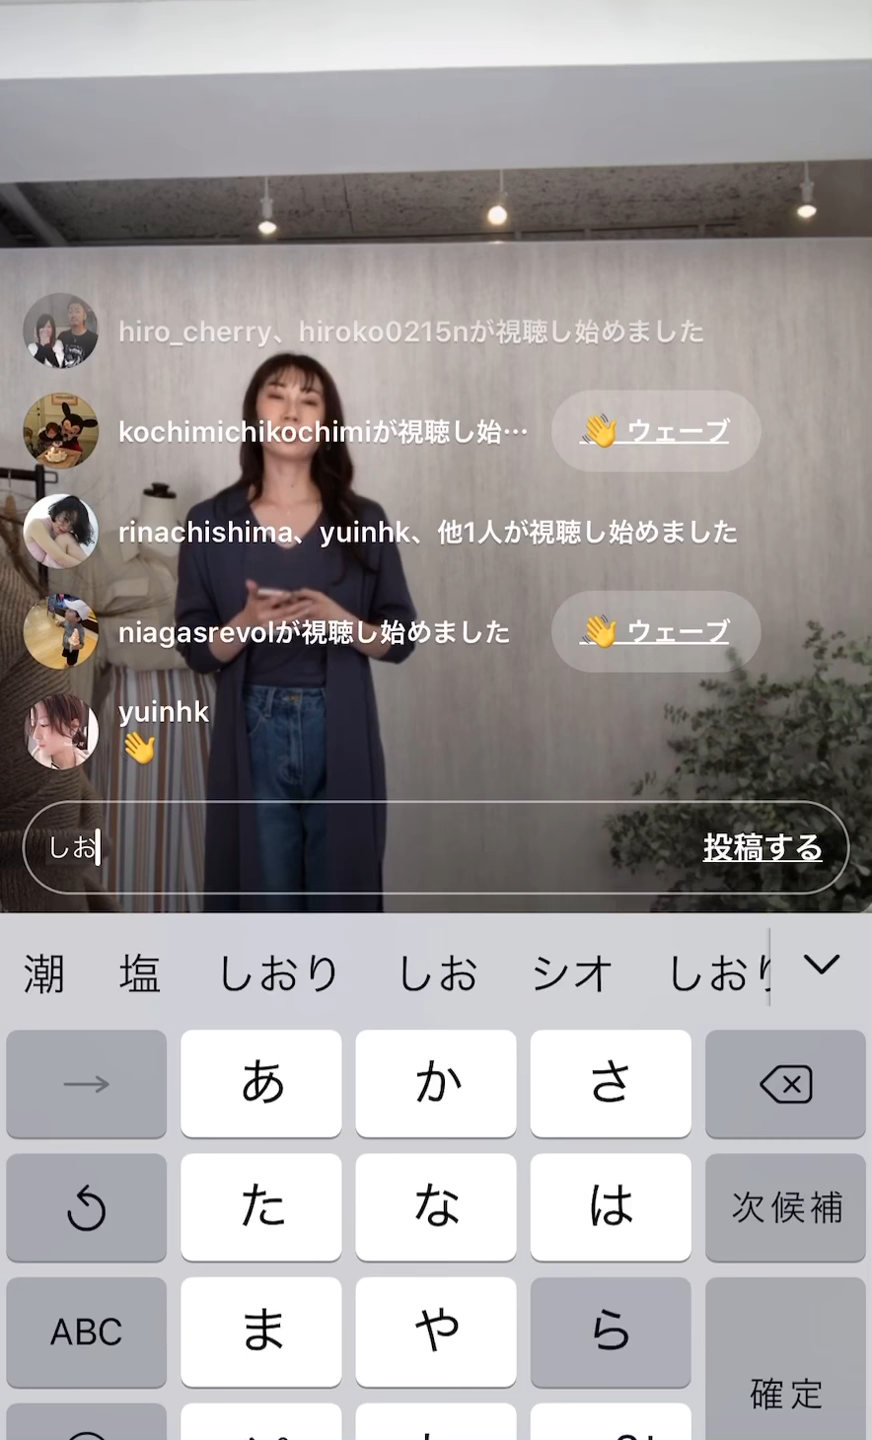 hiro_cherry、hiroko0215nが視聴し始めました
kochimichikochimiが視聴し始… 👋 ウェーブ
rinachishima、yuinhk、他1人が視聴し始めました
niagasrevolが視聴し始めました 👋 ウェーブ
yuinhk
👋
しお 投稿する
潮 塩 しおり しお シオ しおり
→ あ か さ
た な は 次候補
ABC ま や ら
確定